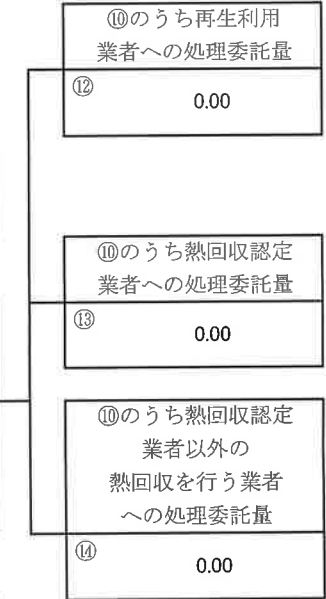 ⑩のうち再生利用
業者への処理委託量
⑫
0.00
⑩のうち熱回収認定
業者への処理委託量
⑬
0.00
⑩のうち熱回収認定
業者以外の
熱回収を行う業者
への処理委託量
⑭
0.00